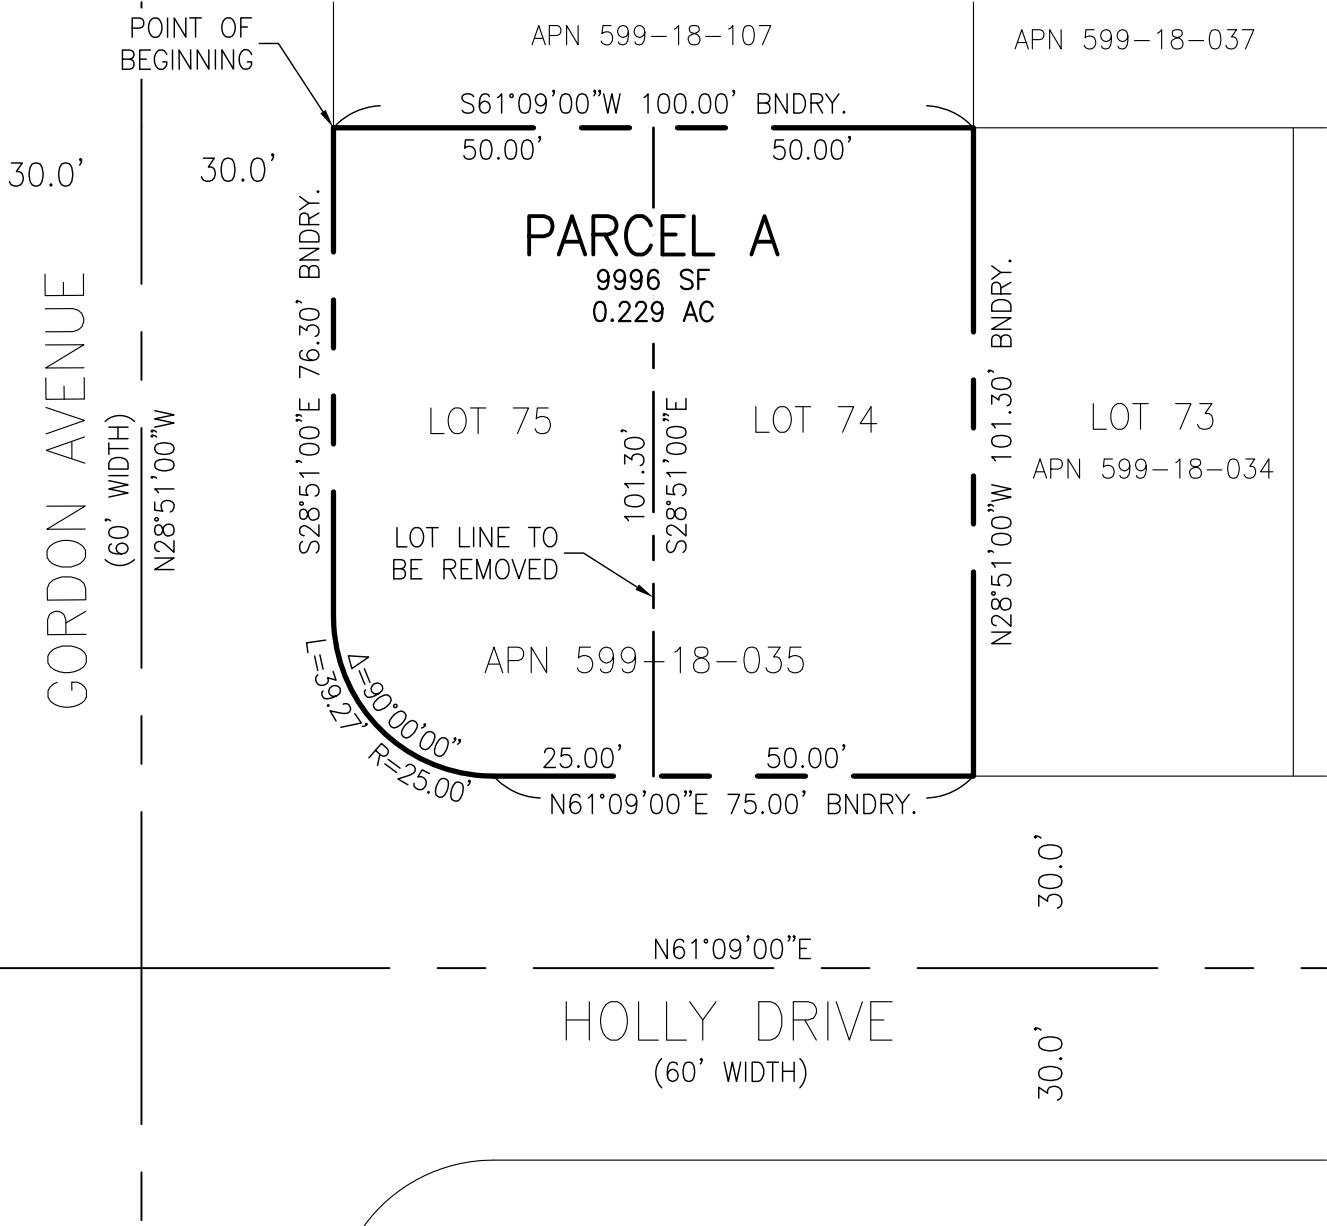 POINT OF
BEGINNING
APN 599-18-107
APN 599-18-037
S61°09'00"W 100.00' BNDRY.
50.00'
50.00'
30.0'
30.0'
PARCEL A
9996 SF
0.229 AC
S28°51'00"E 76.30' BNDRY.
N28°51'00"W 101.30' BNDRY.
GORDON AVENUE
(60' WIDTH)
N28°51'00"W
LOT 75
LOT 74
LOT 73
APN 599-18-034
101.30'
S28°51'00"E
LOT LINE TO
BE REMOVED
APN 599-18-035
Δ=90°00'00"
L=39.27' R=25.00'
25.00'
50.00'
N61°09'00"E 75.00' BNDRY.
30.0'
N61°09'00"E
HOLLY DRIVE
(60' WIDTH)
30.0'